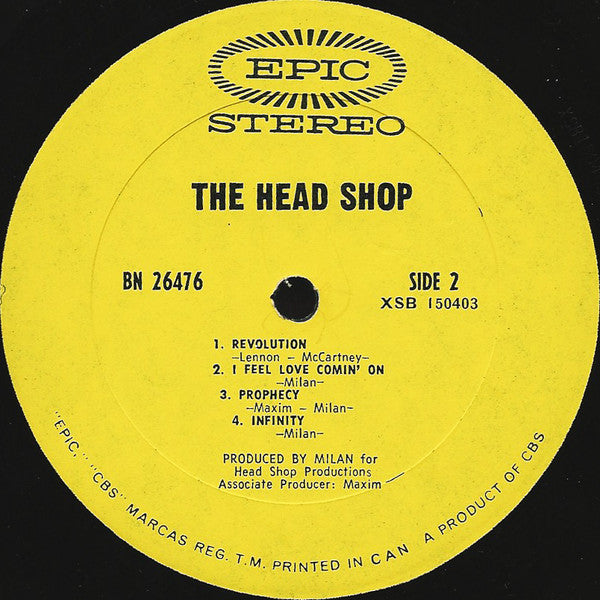 EPIC
STEREO
THE HEAD SHOP
BN 26476
SIDE 2
XSB 150403
1. REVOLUTION
—Lennon — McCartney—
2. I FEEL LOVE COMIN' ON
—Milan—
3. PROPHECY
—Maxim — Milan—
4. INFINITY
—Milan—
PRODUCED BY MILAN for
Head Shop Productions
Associate Producer: Maxim
"EPIC," "CBS" MARCAS REG. T.M. PRINTED IN CAN A PRODUCT OF CBS